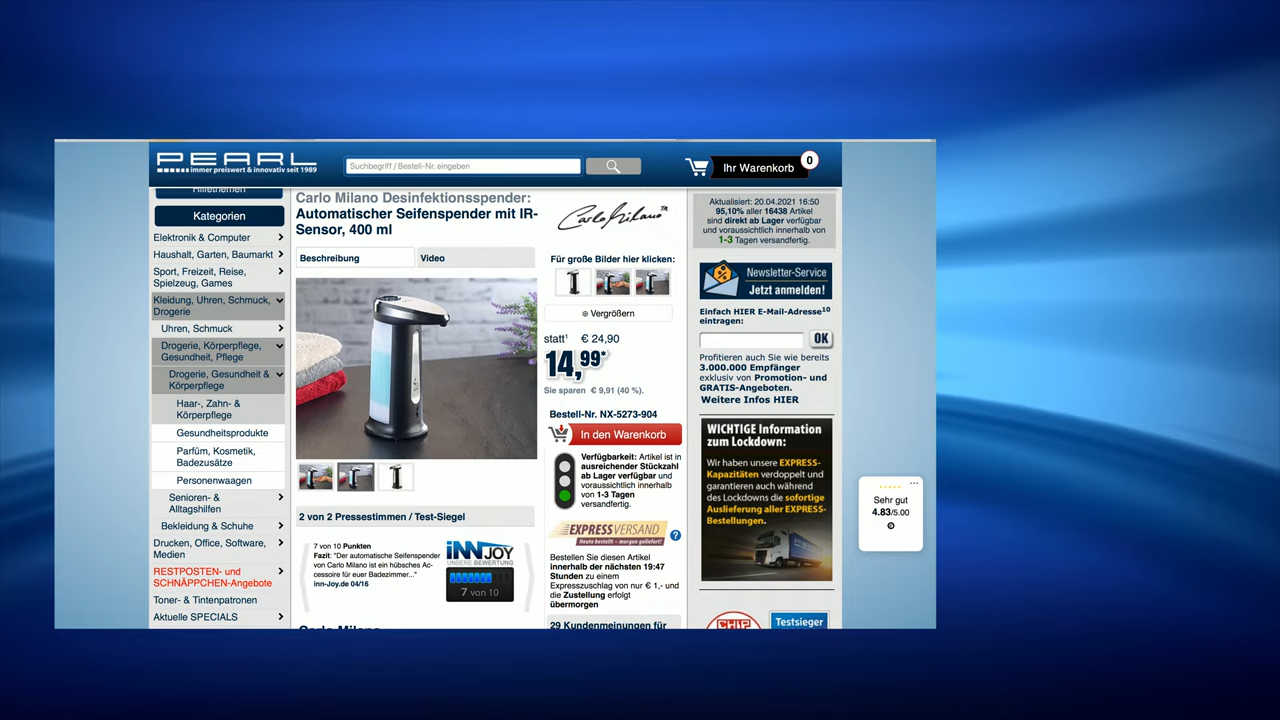 PEARL
immer preiswert & innovativ seit 1989
Suchbegriff / Bestell-Nr. eingeben
Ihr Warenkorb
0
Hilfethemen
Kategorien
Elektronik & Computer
Haushalt, Garten, Baumarkt
Sport, Freizeit, Reise,
Spielzeug, Games
Kleidung, Uhren, Schmuck,
Drogerie
Uhren, Schmuck
Drogerie, Körperpflege,
Gesundheit, Pflege
Drogerie, Gesundheit &
Körperpflege
Haar-, Zahn- &
Körperpflege
Gesundheitsprodukte
Parfüm, Kosmetik,
Badezusätze
Personenwaagen
Senioren- &
Alltagshilfen
Bekleidung & Schuhe
Drucken, Office, Software,
Medien
RESTPOSTEN- und
SCHNÄPPCHEN-Angebote
Toner- & Tintenpatronen
Aktuelle SPECIALS
Carlo Milano Desinfektionsspender:
Automatischer Seifenspender mit IR-
Sensor, 400 ml
Beschreibung
Video
2 von 2 Pressestimmen / Test-Siegel
7 von 10 Punkten
Fazit: "Der automatische Seifenspender
von Carlo Milano ist ein hübsches Ac-
cessoire für euer Badezimmer..."
inn-Joy.de 04/16
iNNJOY
UNSERE BEWERTUNG
7 von 10
Carlo Milano
Carlo Milano™
Für große Bilder hier klicken:
Vergrößern
statt¹ € 24,90
14,99*
Sie sparen € 9,91 (40 %).
Bestell-Nr. NX-5273-904
In den Warenkorb
Verfügbarkeit: Artikel ist in
ausreichender Stückzahl
ab Lager verfügbar und
voraussichtlich innerhalb
von 1-3 Tagen
versandfertig.
EXPRESSVERSAND
Heute bestellt – morgen geliefert!
?
Bestellen Sie diesen Artikel
innerhalb der nächsten 19:47
Stunden zu einem
Expresszuschlag von nur € 1,- und
die Zustellung erfolgt
übermorgen
29 Kundenmeinungen für
Aktualisiert: 20.04.2021 16:50
95,10% aller 16438 Artikel
sind direkt ab Lager verfügbar
und voraussichtlich innerhalb von
1-3 Tagen versandfertig.
Newsletter-Service
Jetzt anmelden!
Einfach HIER E-Mail-Adresse¹⁰
eintragen:
OK
Profitieren auch Sie wie bereits
3.000.000 Empfänger
exklusiv von Promotion- und
GRATIS-Angeboten.
Weitere Infos HIER
WICHTIGE Information
zum Lockdown:
Wir haben unsere EXPRESS-
Kapazitäten verdoppelt und
garantieren auch während
des Lockdowns die sofortige
Auslieferung aller EXPRESS-
Bestellungen.
CHIP
Testsieger
Sehr gut
4.83/5.00